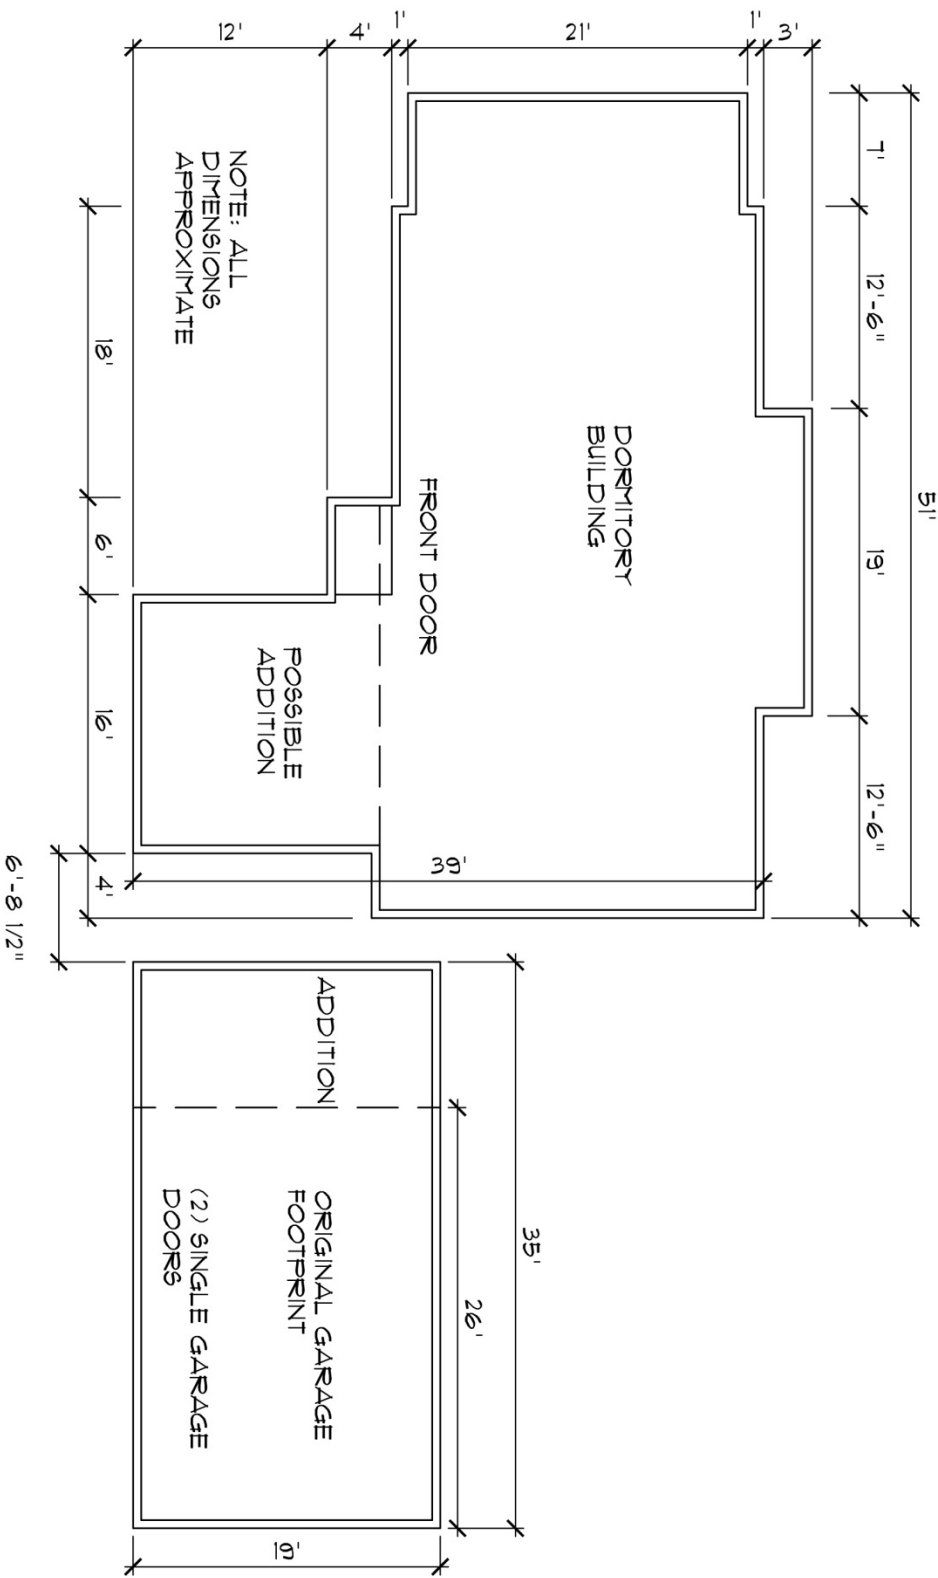 51'
7'
12'-6"
19'
12'-6"
3'
1'
21'
1'
4'
12'
DORMITORY
BUILDING
FRONT DOOR
39'
POSSIBLE
ADDITION
NOTE: ALL
DIMENSIONS
APPROXIMATE
18'
6'
16'
4'
6'-8 1/2"
35'
26'
ADDITION
ORIGINAL GARAGE
FOOTPRINT
(2) SINGLE GARAGE
DOORS
19'